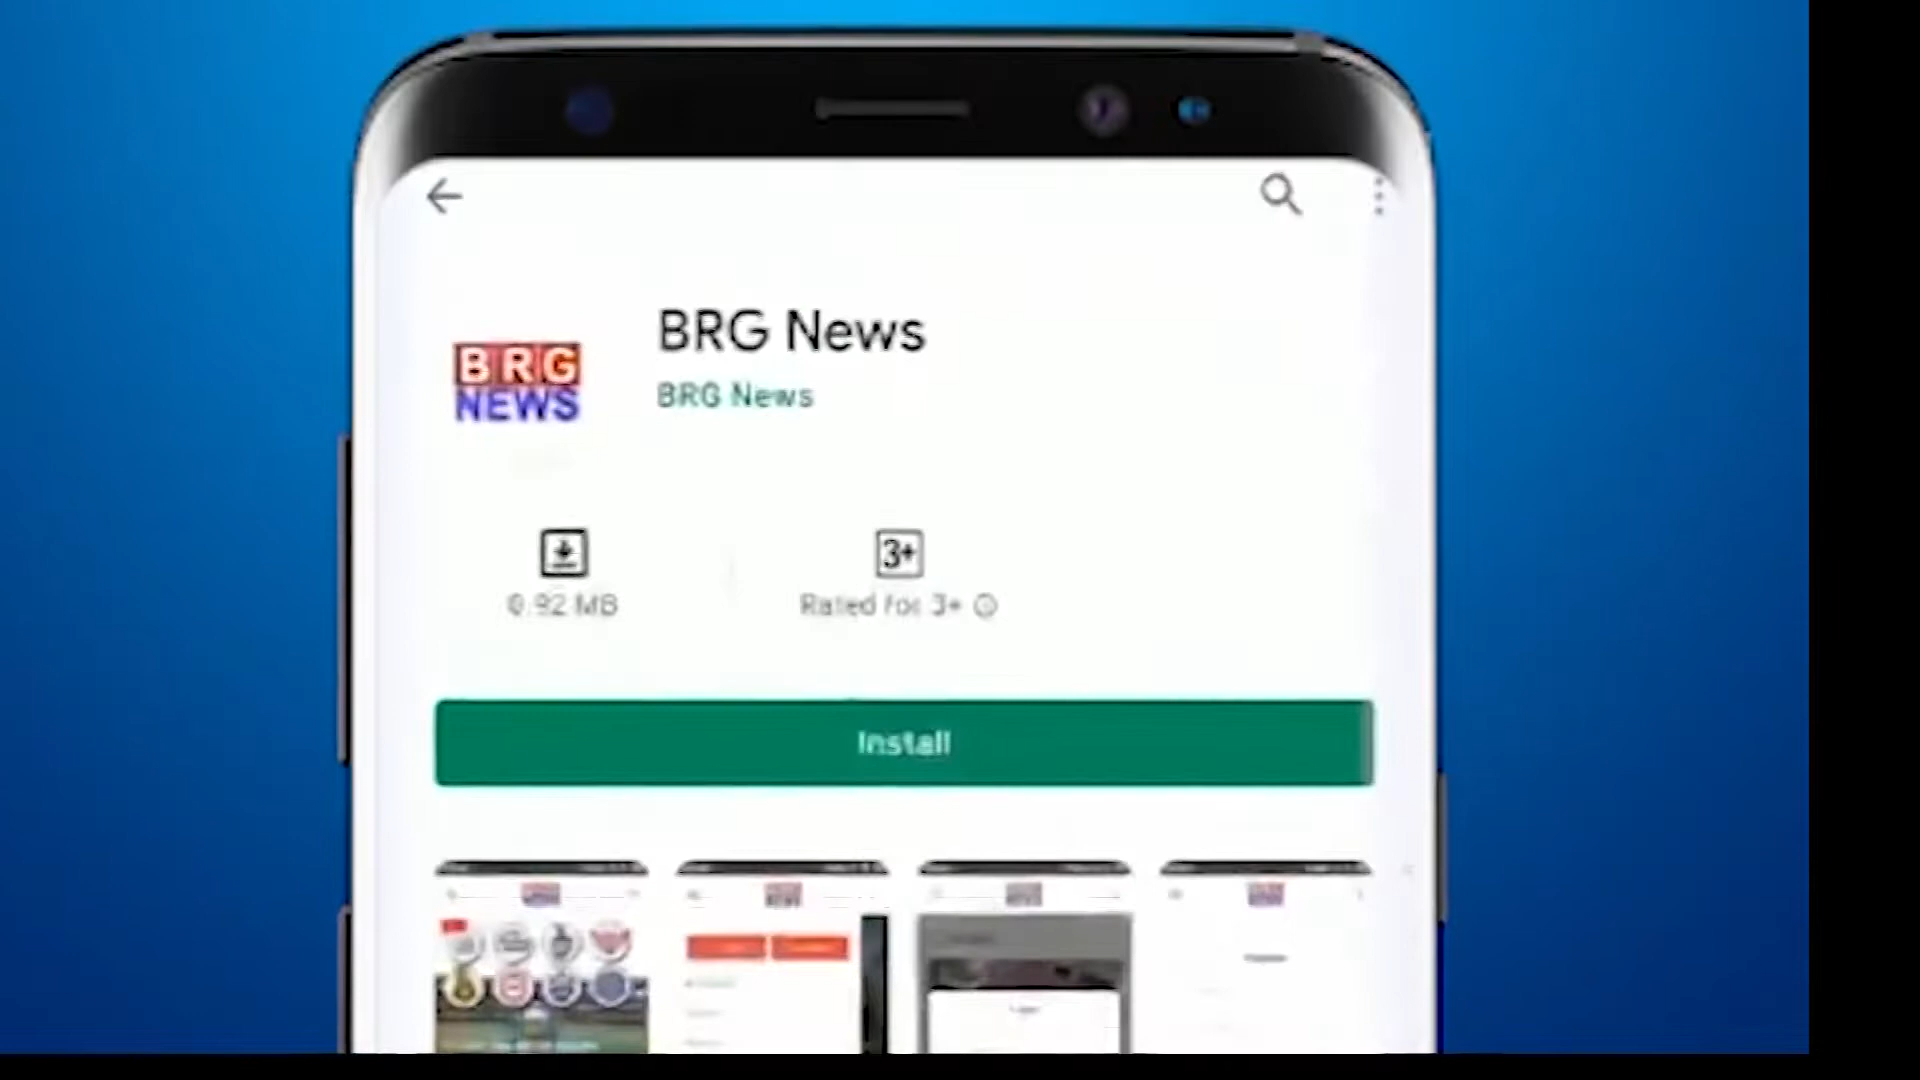 BRG News
BRG
NEWS
BRG News
3+
0.92 MB
Rated for 3+
Install